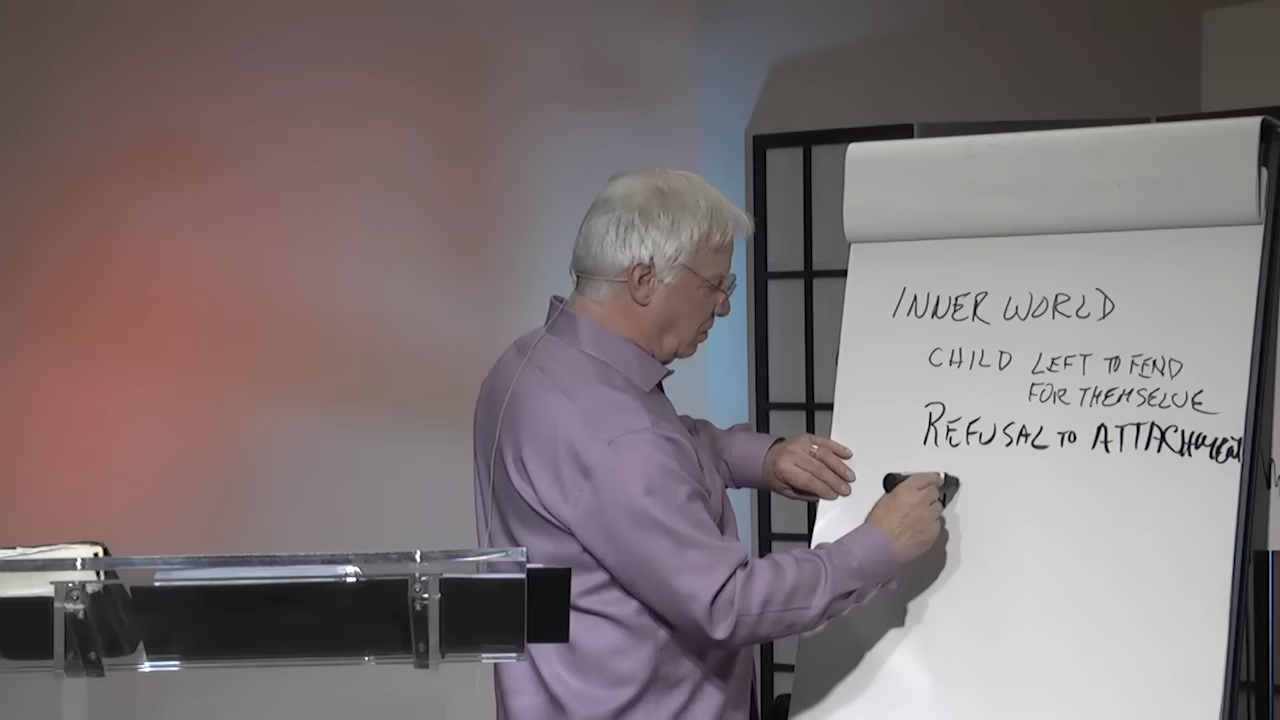 INNER WORLD
CHILD LEFT TO FEND
FOR THEMSELVE
REFUSAL TO ATTACHMENT